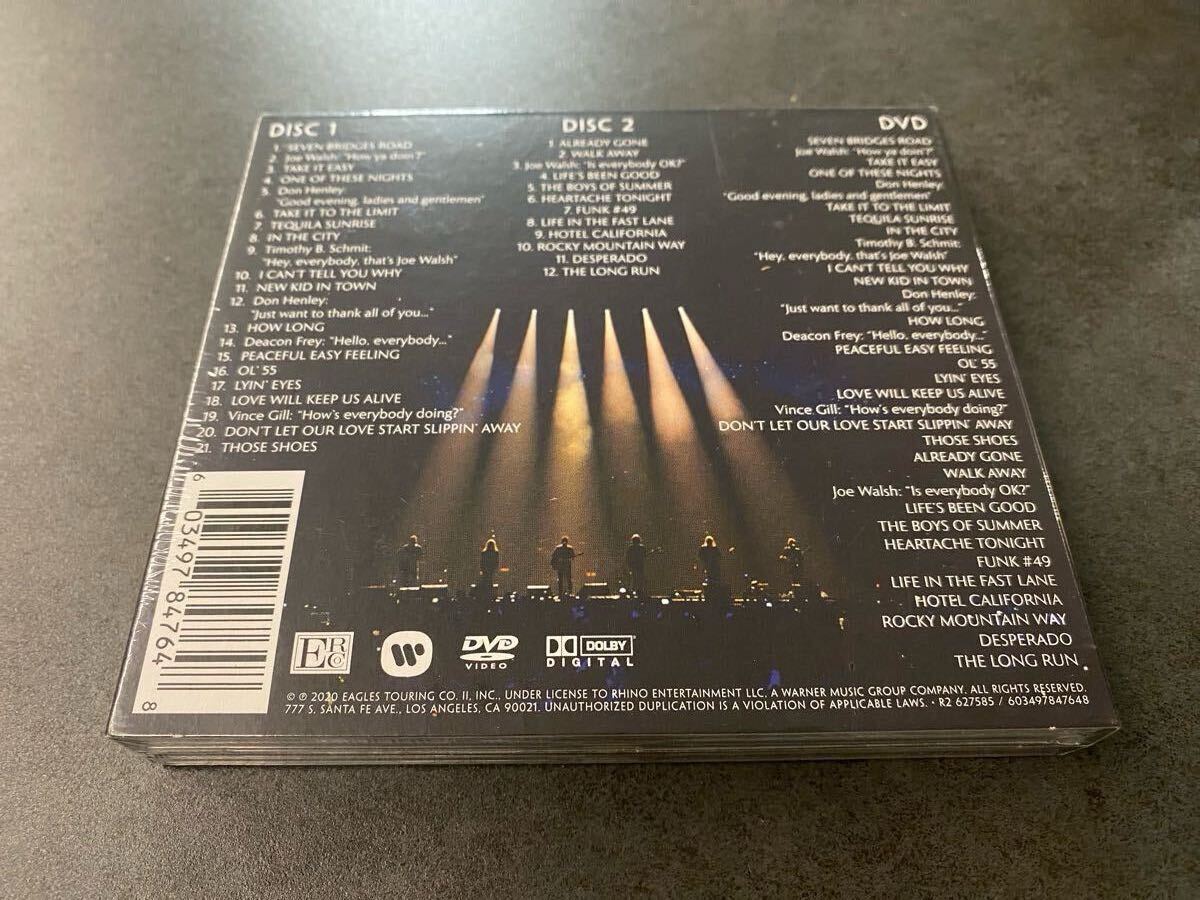 DISC 1
1. SEVEN BRIDGES ROAD
2. Joe Walsh: "How ya doin?"
3. TAKE IT EASY
4. ONE OF THESE NIGHTS
5. Don Henley:
"Good evening, ladies and gentlemen"
6. TAKE IT TO THE LIMIT
7. TEQUILA SUNRISE
8. IN THE CITY
9. Timothy B. Schmit:
"Hey, everybody, that's Joe Walsh"
10. I CAN'T TELL YOU WHY
11. NEW KID IN TOWN
12. Don Henley:
"Just want to thank all of you..."
13. HOW LONG
14. Deacon Frey: "Hello, everybody..."
15. PEACEFUL EASY FEELING
16. OL' 55
17. LYIN' EYES
18. LOVE WILL KEEP US ALIVE
19. Vince Gill: "How's everybody doing?"
20. DON'T LET OUR LOVE START SLIPPIN' AWAY
21. THOSE SHOES
DISC 2
1. ALREADY GONE
2. WALK AWAY
3. Joe Walsh: "Is everybody OK?"
4. LIFE'S BEEN GOOD
5. THE BOYS OF SUMMER
6. HEARTACHE TONIGHT
7. FUNK #49
8. LIFE IN THE FAST LANE
9. HOTEL CALIFORNIA
10. ROCKY MOUNTAIN WAY
11. DESPERADO
12. THE LONG RUN
DVD
SEVEN BRIDGES ROAD
Joe Walsh: "How ya doin?"
TAKE IT EASY
ONE OF THESE NIGHTS
Don Henley:
"Good evening, ladies and gentlemen"
TAKE IT TO THE LIMIT
TEQUILA SUNRISE
IN THE CITY
Timothy B. Schmit:
"Hey, everybody, that's Joe Walsh"
I CAN'T TELL YOU WHY
NEW KID IN TOWN
Don Henley:
"Just want to thank all of you..."
HOW LONG
Deacon Frey: "Hello, everybody..."
PEACEFUL EASY FEELING
OL' 55
LYIN' EYES
LOVE WILL KEEP US ALIVE
Vince Gill: "How's everybody doing?"
DON'T LET OUR LOVE START SLIPPIN' AWAY
THOSE SHOES
ALREADY GONE
WALK AWAY
Joe Walsh: "Is everybody OK?"
LIFE'S BEEN GOOD
THE BOYS OF SUMMER
HEARTACHE TONIGHT
FUNK #49
LIFE IN THE FAST LANE
HOTEL CALIFORNIA
ROCKY MOUNTAIN WAY
DESPERADO
THE LONG RUN
6 03497 84764 8
ERCo
DVD VIDEO
DOLBY DIGITAL
© ℗ 2020 EAGLES TOURING CO. II, INC., UNDER LICENSE TO RHINO ENTERTAINMENT LLC. A WARNER MUSIC GROUP COMPANY. ALL RIGHTS RESERVED.
777 S. SANTA FE AVE., LOS ANGELES, CA 90021. UNAUTHORIZED DUPLICATION IS A VIOLATION OF APPLICABLE LAWS. • R2 627585 / 603497847648